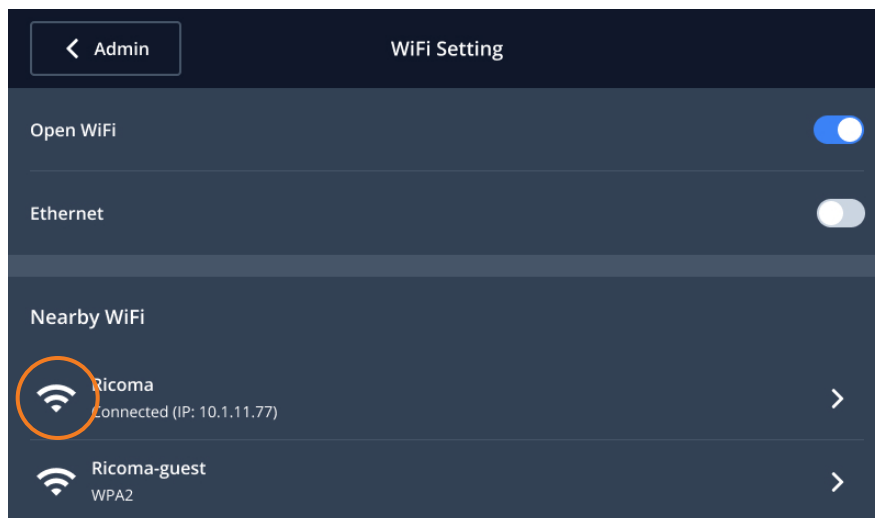 Admin
WiFi Setting
Open WiFi
Ethernet
Nearby WiFi
Ricoma
Connected (IP: 10.1.11.77)
Ricoma-guest
WPA2